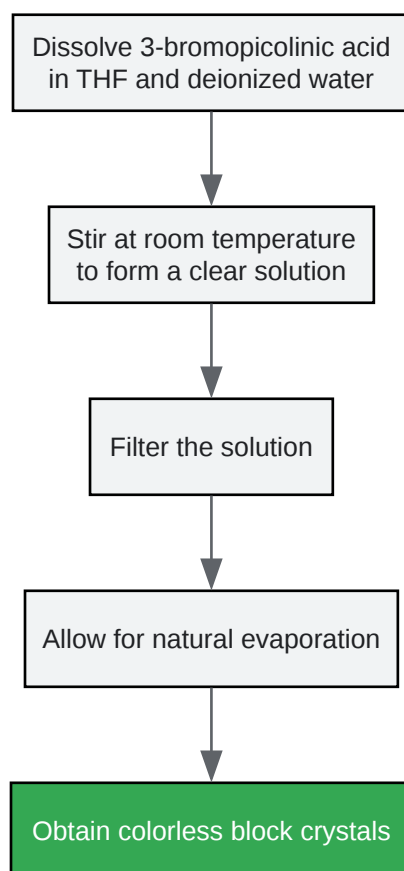 Dissolve 3-bromopicolinic acid
in THF and deionized water
Stir at room temperature
to form a clear solution
Filter the solution
Allow for natural evaporation
Obtain colorless block crystals